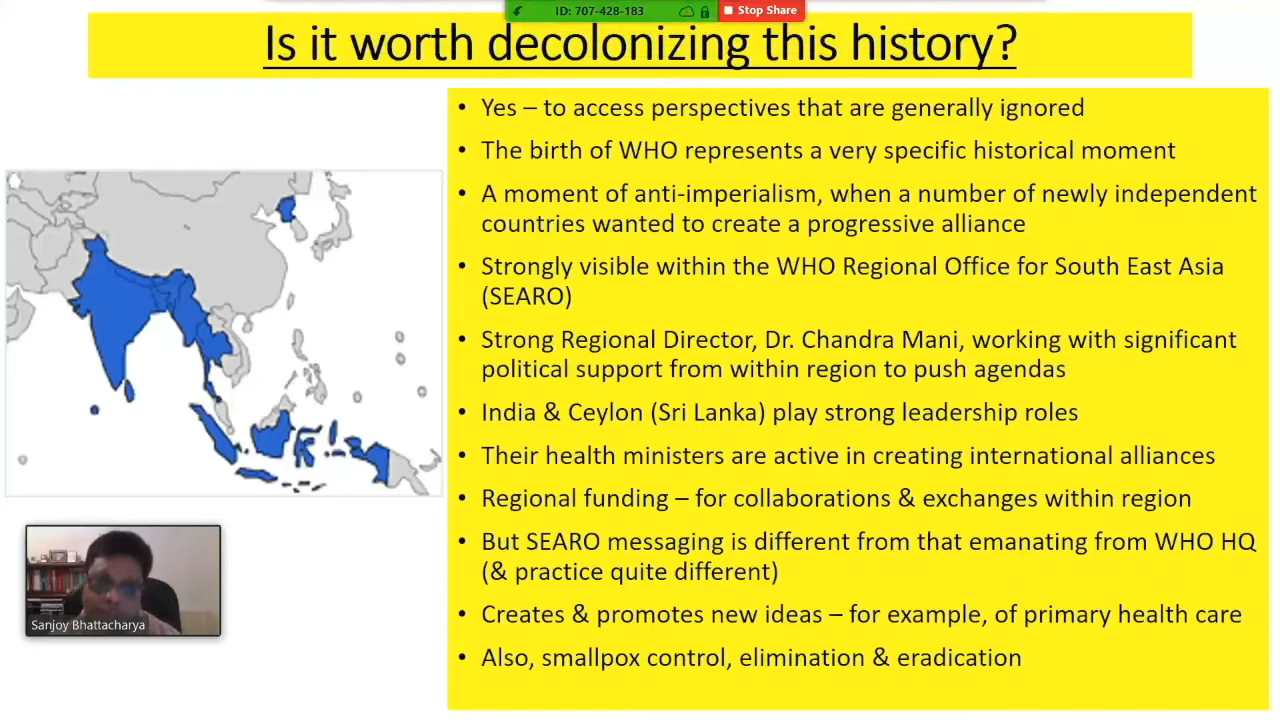 ID: 707-428-183
Stop Share
Is it worth decolonizing this history?
• Yes – to access perspectives that are generally ignored
• The birth of WHO represents a very specific historical moment
• A moment of anti-imperialism, when a number of newly independent
countries wanted to create a progressive alliance
• Strongly visible within the WHO Regional Office for South East Asia
(SEARO)
• Strong Regional Director, Dr. Chandra Mani, working with significant
political support from within region to push agendas
• India & Ceylon (Sri Lanka) play strong leadership roles
• Their health ministers are active in creating international alliances
• Regional funding – for collaborations & exchanges within region
• But SEARO messaging is different from that emanating from WHO HQ
(& practice quite different)
• Creates & promotes new ideas – for example, of primary health care
• Also, smallpox control, elimination & eradication
Sanjoy Bhattacharya